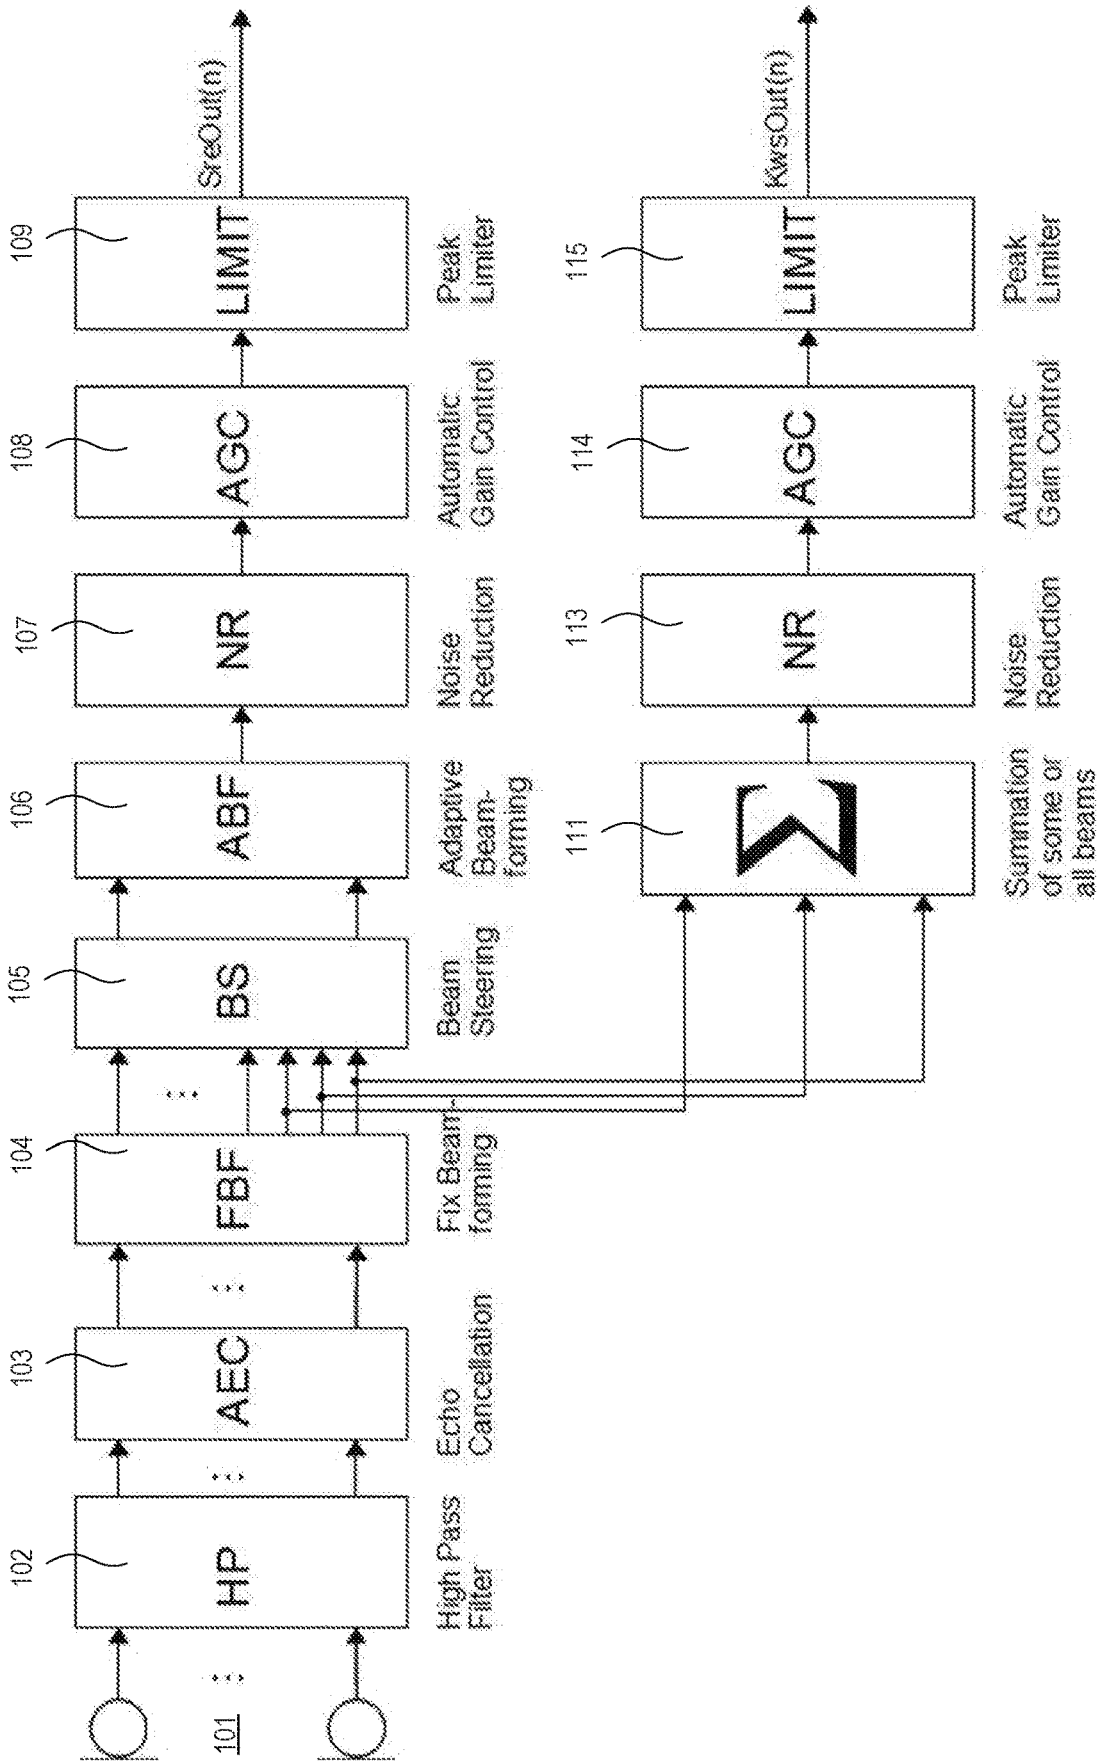 101
102
HP
High Pass
Filter
103
AEC
Echo
Cancellation
104
FBF
Fix Beam-
forming
105
BS
Beam
Steering
106
ABF
Adaptive
Beam-
forming
107
NR
Noise
Reduction
108
AGC
Automatic
Gain Control
109
LIMIT
Peak
Limiter
SreOut(n)
111
Σ
Summation
of some or
all beams
113
NR
Noise
Reduction
114
AGC
Automatic
Gain Control
115
LIMIT
Peak
Limiter
KwsOut(n)